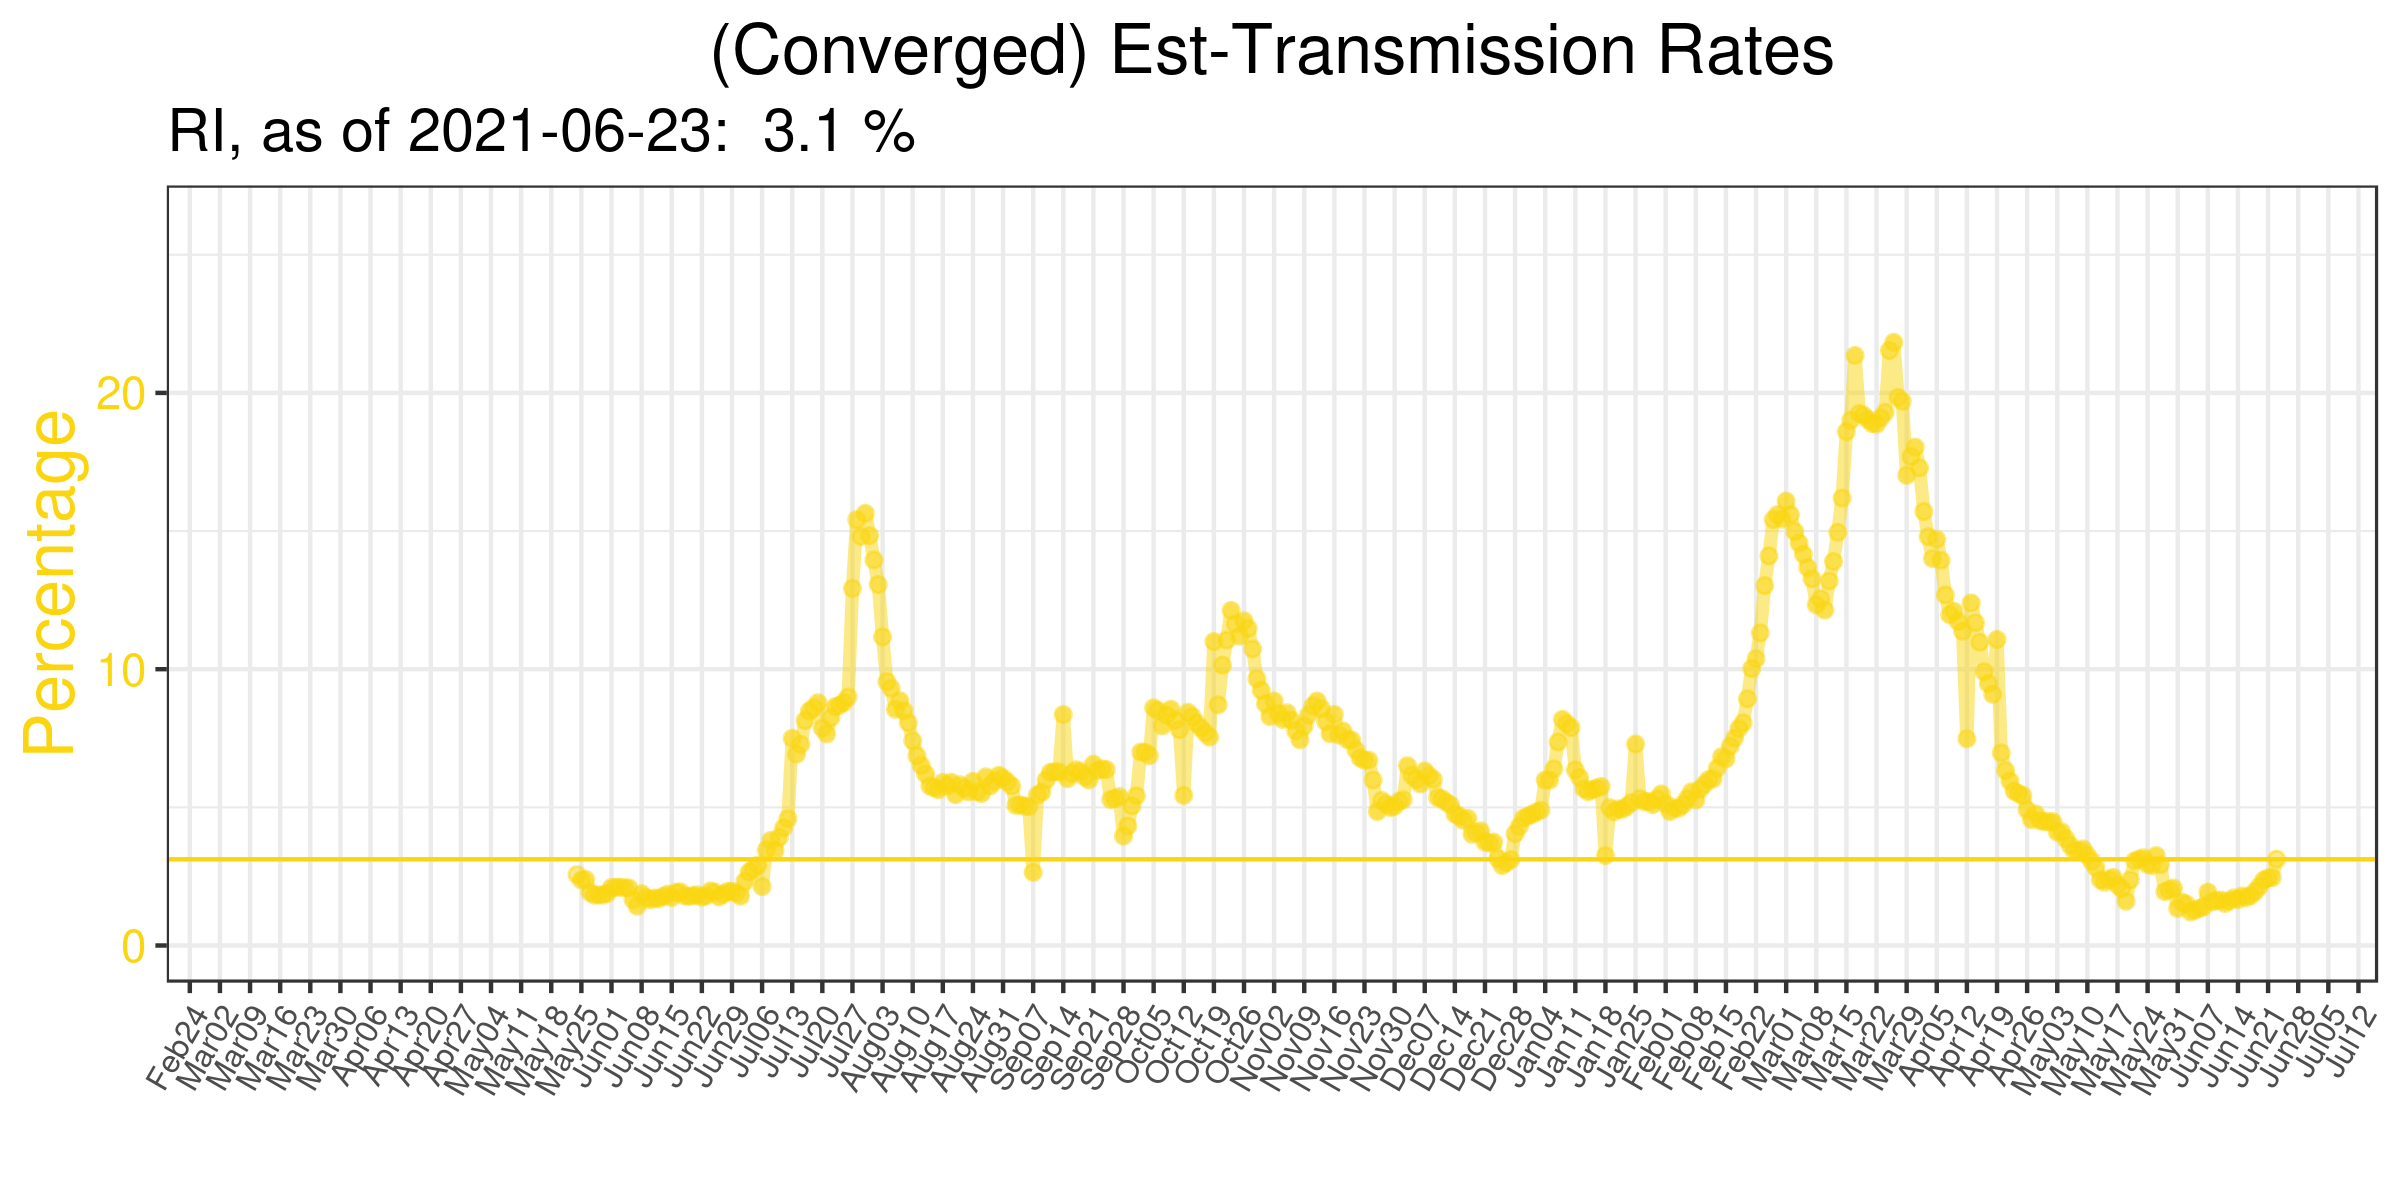 (Converged) Est-Transmission Rates
RI, as of 2021-06-23:  3.1 %
Percentage
20
10
0
Feb24
Mar02
Mar09
Mar16
Mar23
Mar30
Apr06
Apr13
Apr20
Apr27
May04
May11
May18
May25
Jun01
Jun08
Jun15
Jun22
Jun29
Jul06
Jul13
Jul20
Jul27
Aug03
Aug10
Aug17
Aug24
Aug31
Sep07
Sep14
Sep21
Sep28
Oct05
Oct12
Oct19
Oct26
Nov02
Nov09
Nov16
Nov23
Nov30
Dec07
Dec14
Dec21
Dec28
Jan04
Jan11
Jan18
Jan25
Feb01
Feb08
Feb15
Feb22
Mar01
Mar08
Mar15
Mar22
Mar29
Apr05
Apr12
Apr19
Apr26
May03
May10
May17
May24
May31
Jun07
Jun14
Jun21
Jun28
Jul05
Jul12